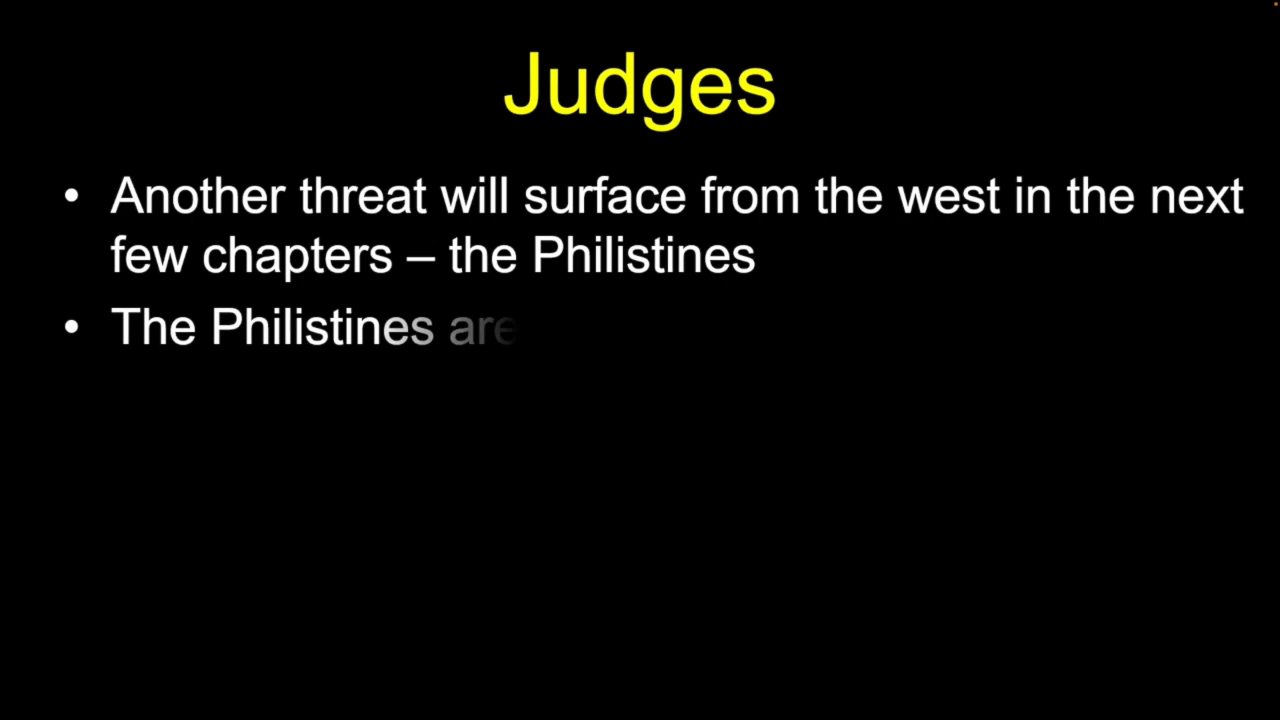 Judges
• Another threat will surface from the west in the next
few chapters – the Philistines
• The Philistines are